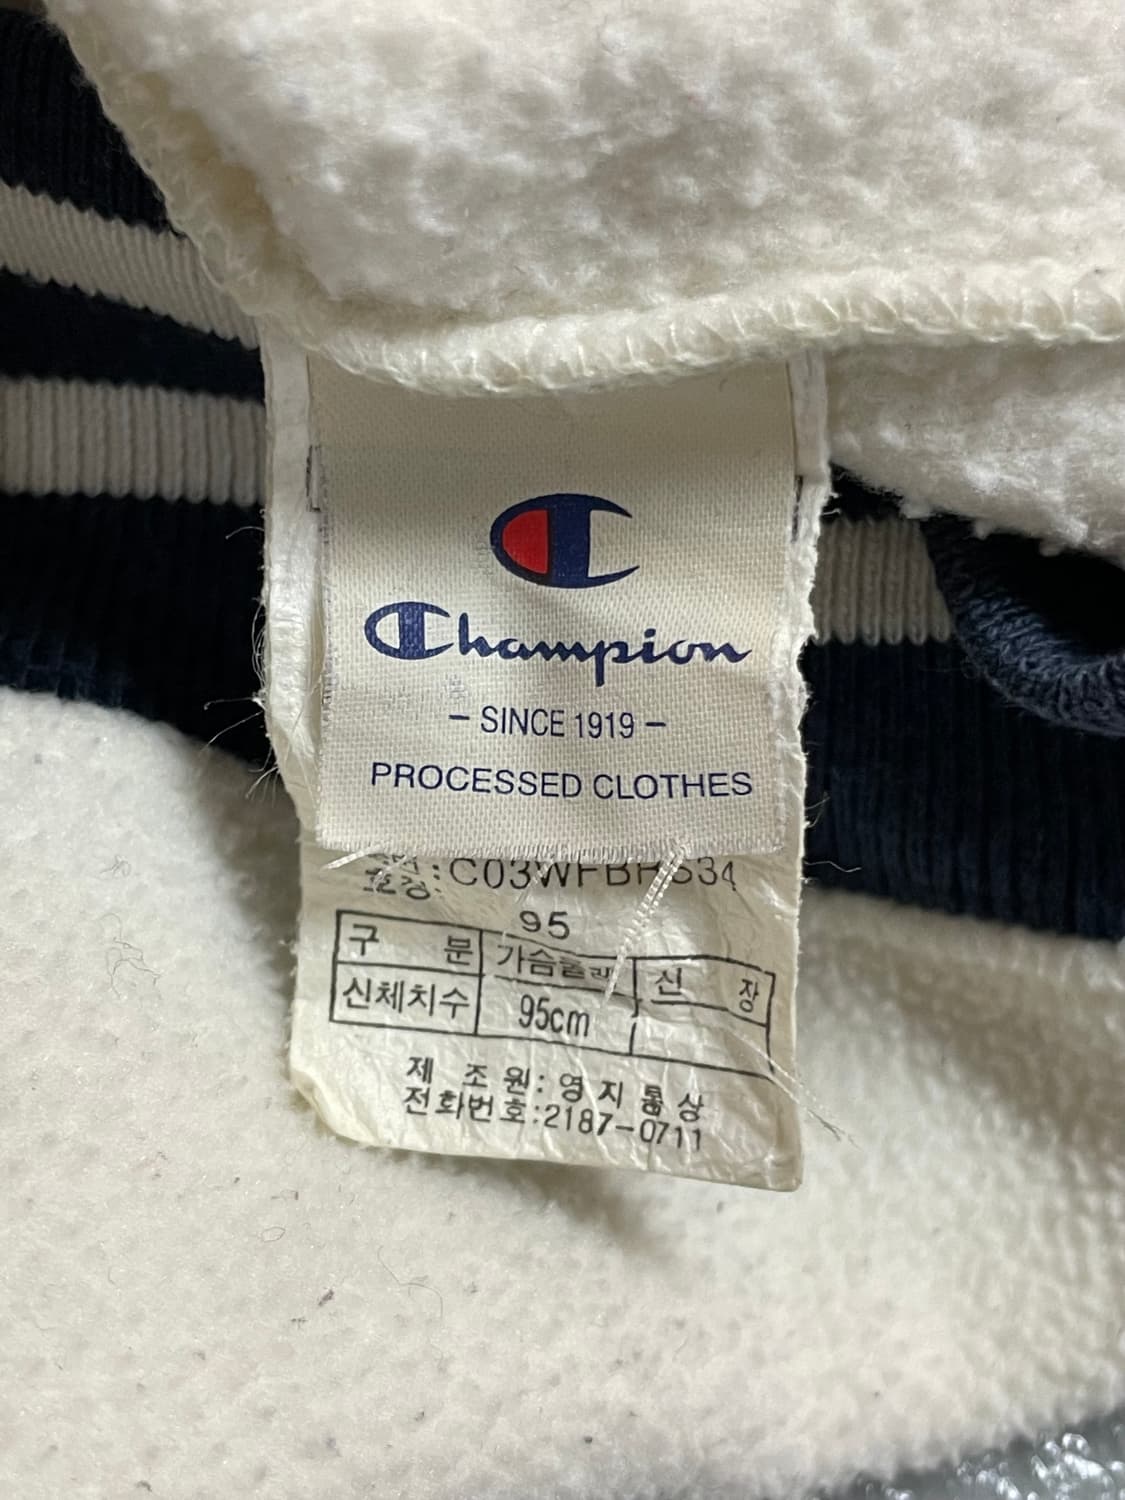 Champion
– SINCE 1919 –
PROCESSED CLOTHES
95
구 분 가슴둘레 신 장
신체치수 95cm
제 조 원: 영 지 통 상
전화번호:2187-0711